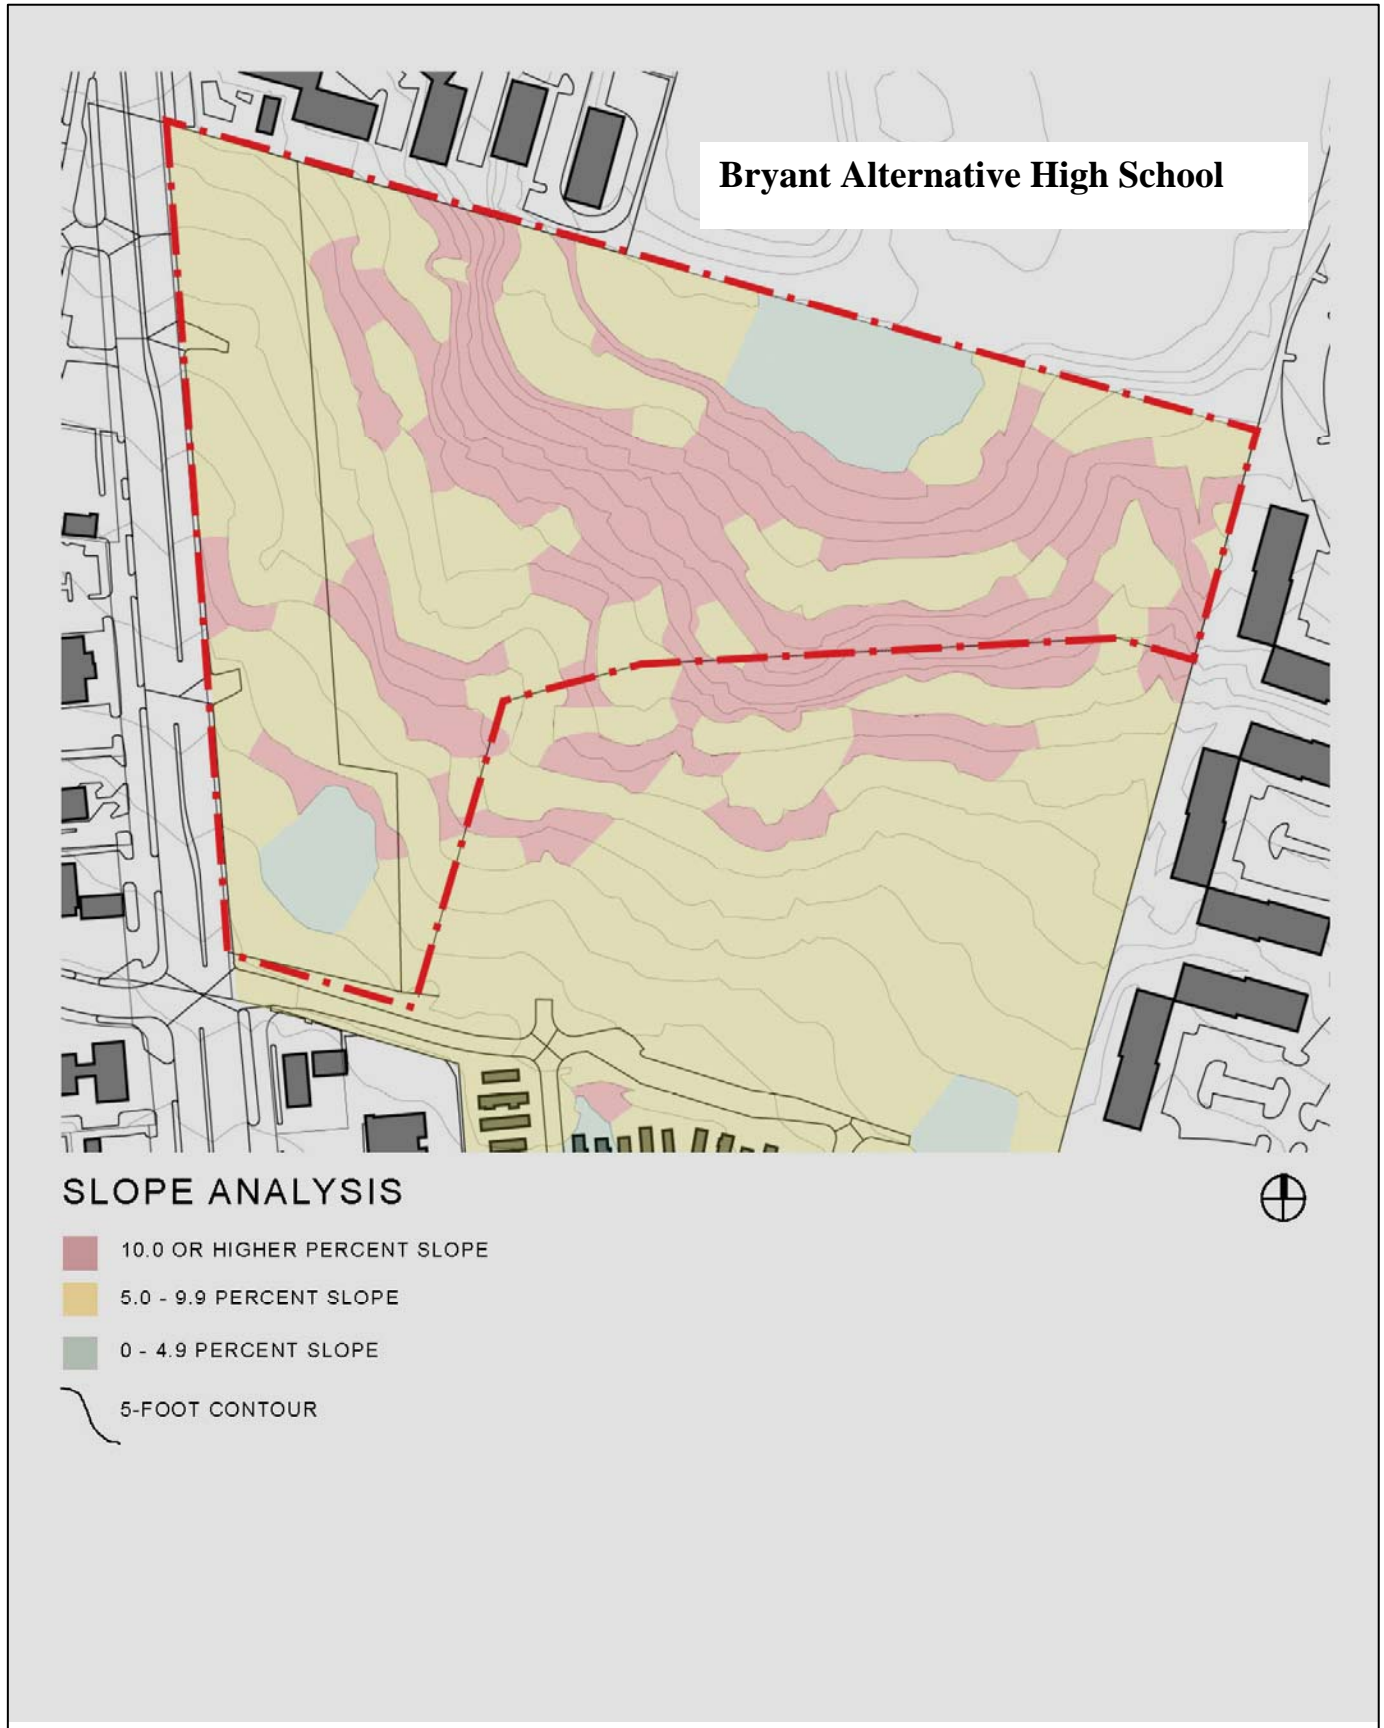 Bryant Alternative High School
SLOPE ANALYSIS
10.0 OR HIGHER PERCENT SLOPE
5.0 - 9.9 PERCENT SLOPE
0 - 4.9 PERCENT SLOPE
5-FOOT CONTOUR